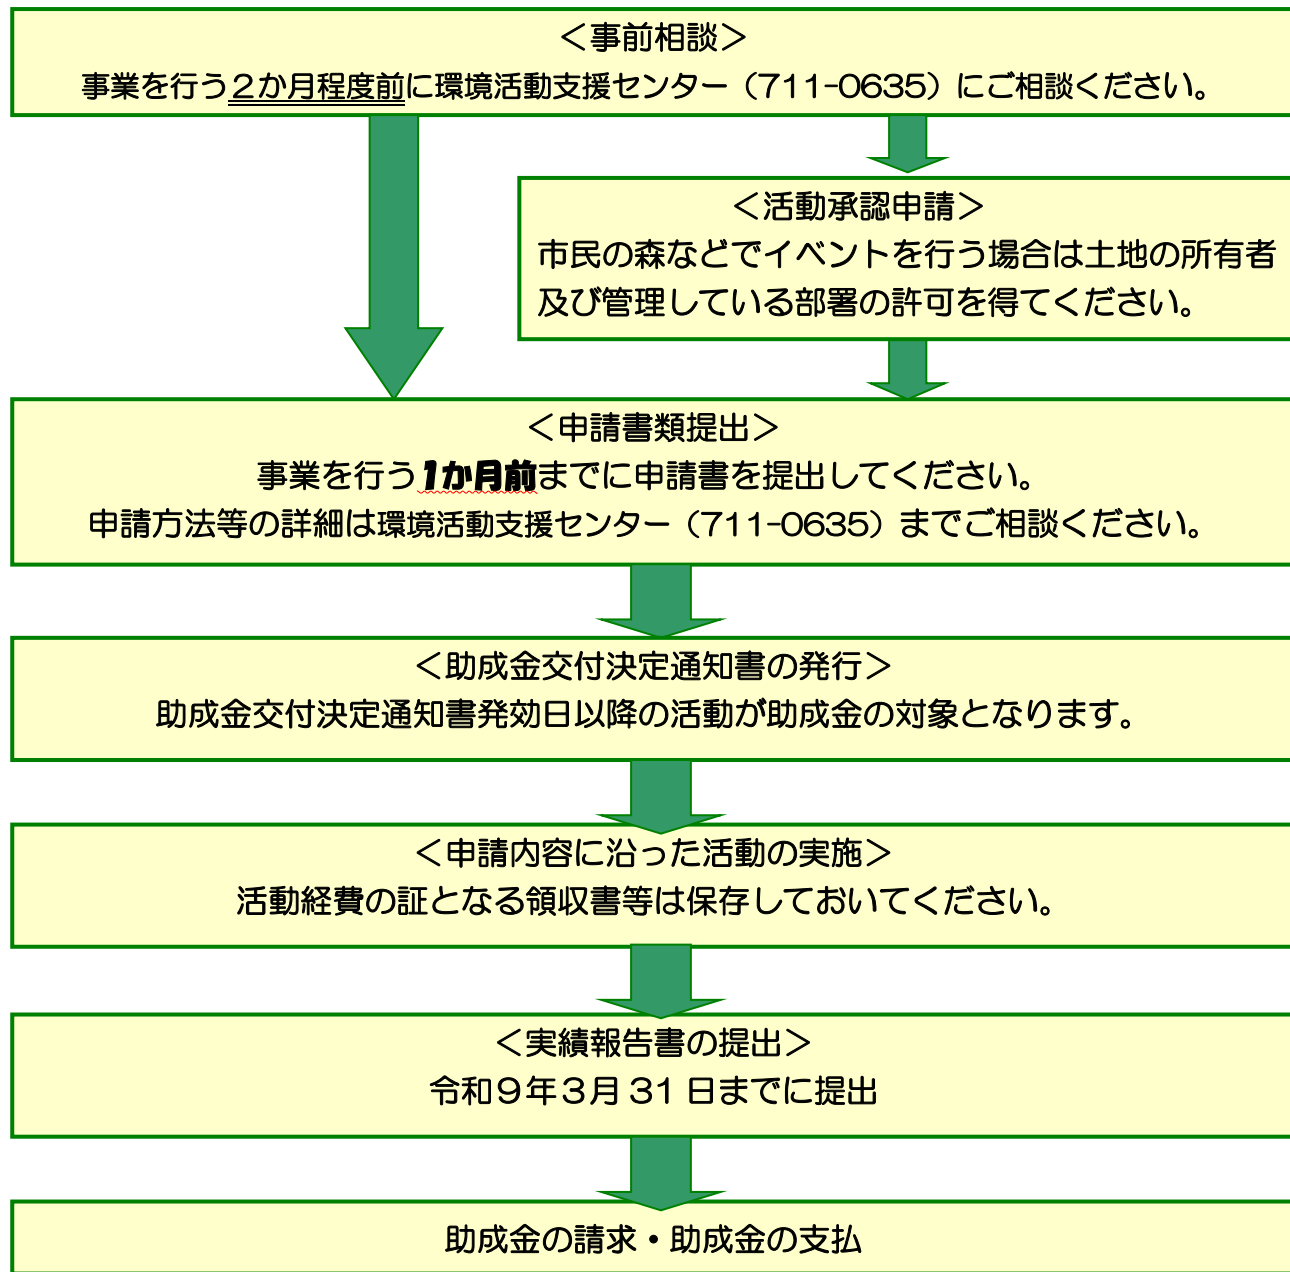 ＜事前相談＞
事業を行う２か月程度前に環境活動支援センター（711-0635）にご相談ください。
＜活動承認申請＞
市民の森などでイベントを行う場合は土地の所有者
及び管理している部署の許可を得てください。
＜申請書類提出＞
事業を行う1か月前までに申請書を提出してください。
申請方法等の詳細は環境活動支援センター（711-0635）までご相談ください。
＜助成金交付決定通知書の発行＞
助成金交付決定通知書発効日以降の活動が助成金の対象となります。
＜申請内容に沿った活動の実施＞
活動経費の証となる領収書等は保存しておいてください。
＜実績報告書の提出＞
令和９年３月 31 日までに提出
助成金の請求・助成金の支払